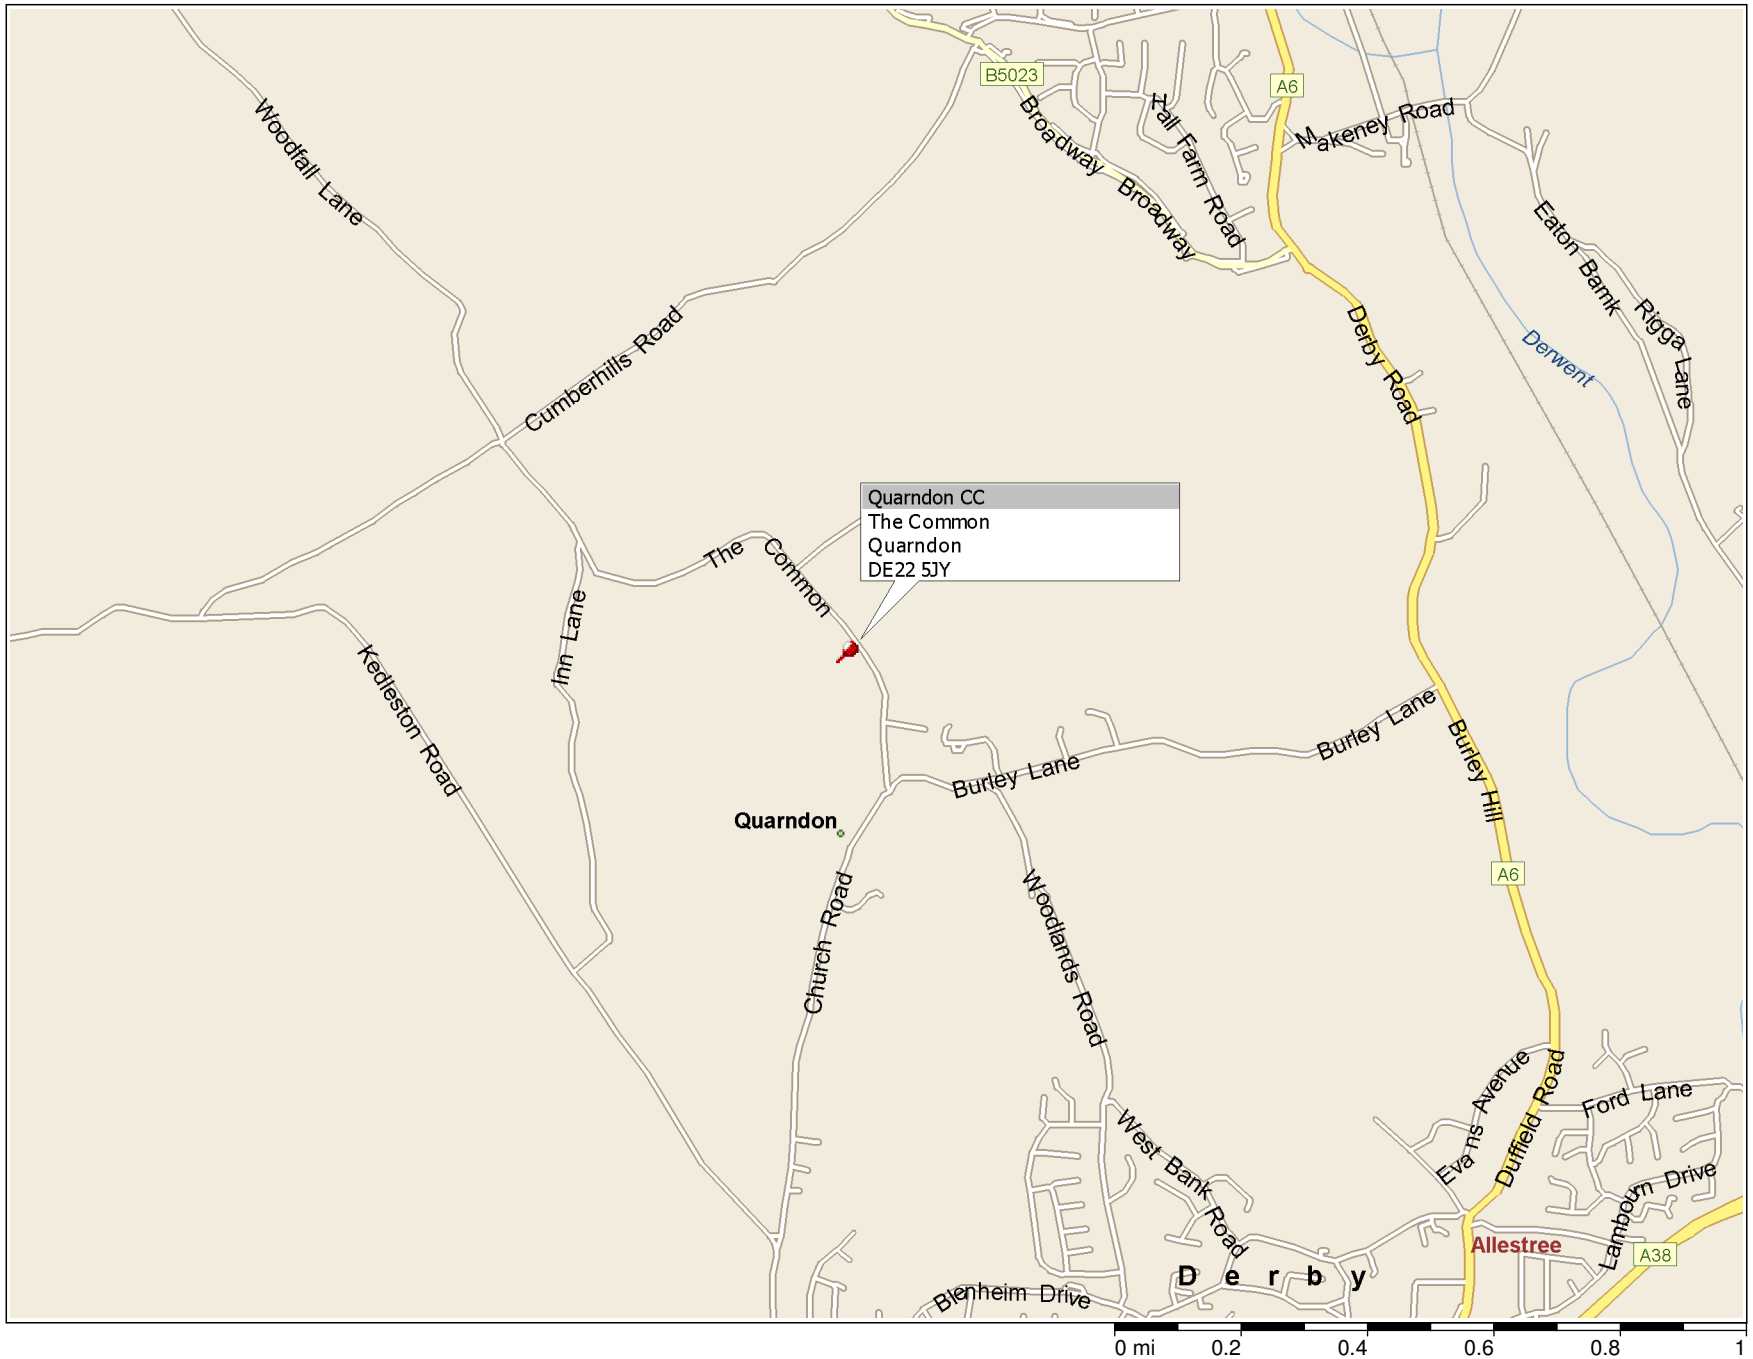 B5023
A6
Woodfall Lane
Broadway
Hall Farm Road
Makeney Road
Broadway
Eaton Bamk
Rigga Lane
Derby Road
Derwent
Cumberhills Road
Quarndon CC
The Common
Quarndon
DE22 5JY
The Common
Inn Lane
Kedleston Road
Burley Lane
Burley Lane
Burley Hill
Quarndon
A6
Church Road
Woodlands Road
Evans Avenue
Duffield Road
Ford Lane
West Bank Road
Lambourn Drive
Allestree
A38
Derby
Blenheim Drive
0 mi 0.2 0.4 0.6 0.8 1